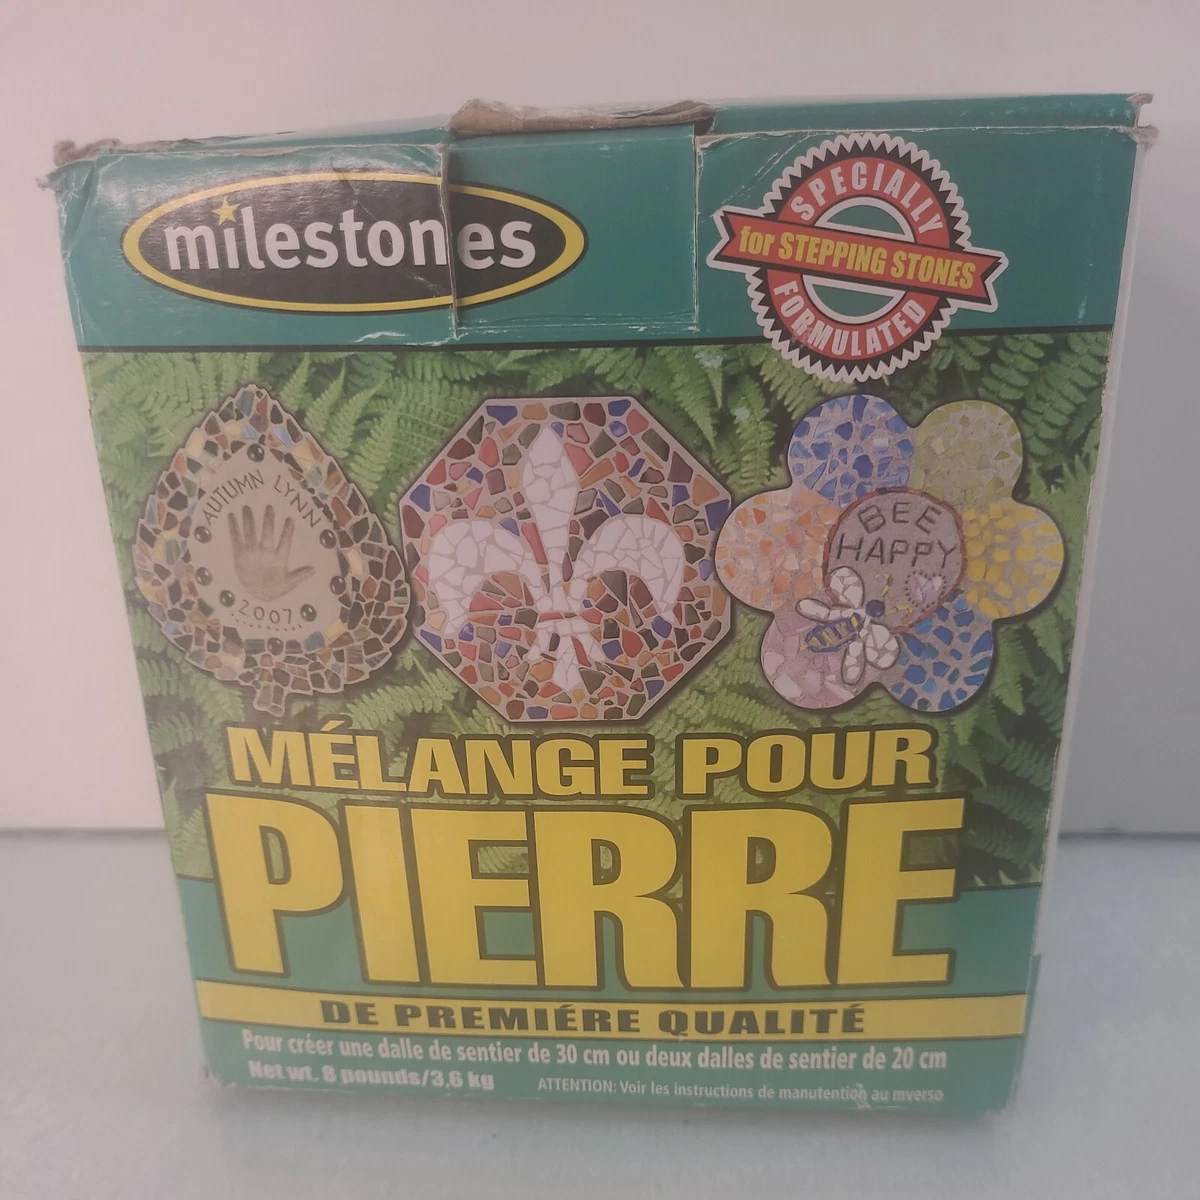 milestones
SPECIALLY
for STEPPING STONES
FORMULATED
AUTUMN LYNN
2007
BEE
HAPPY
MÉLANGE POUR
PIERRE
DE PREMIÉRE QUALITÉ
Pour créer une dalle de sentier de 30 cm ou deux dalles de sentier de 20 cm
Net wt. 8 pounds/3,6 kg
ATTENTION: Voir les instructions de manutention au mverso